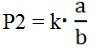 P2 = k· a/b